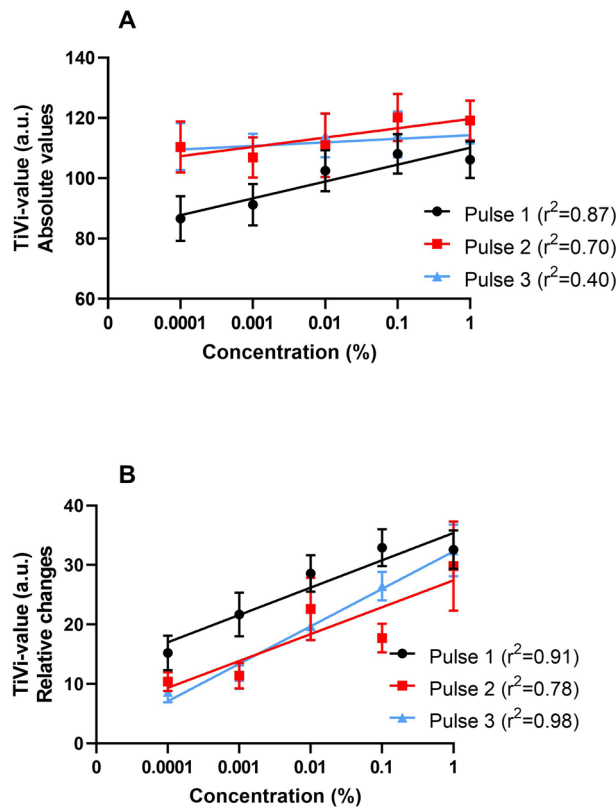 A
TiVi-value (a.u.)
Absolute values
140
120
100
80
60
0 0.0001 0.001 0.01 0.1 1
Concentration (%)
Pulse 1 (r²=0.87)
Pulse 2 (r²=0.70)
Pulse 3 (r²=0.40)
B
TiVi-value (a.u.)
Relative changes
40
30
20
10
0
0 0.0001 0.001 0.01 0.1 1
Concentration (%)
Pulse 1 (r²=0.91)
Pulse 2 (r²=0.78)
Pulse 3 (r²=0.98)